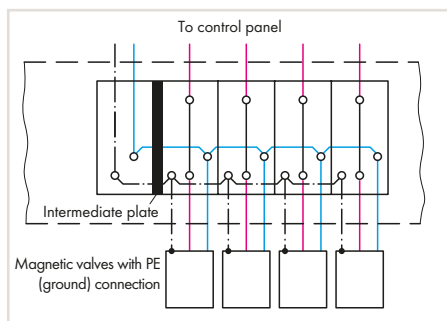 To control panel
Intermediate plate
Magnetic valves with PE
(ground) connection